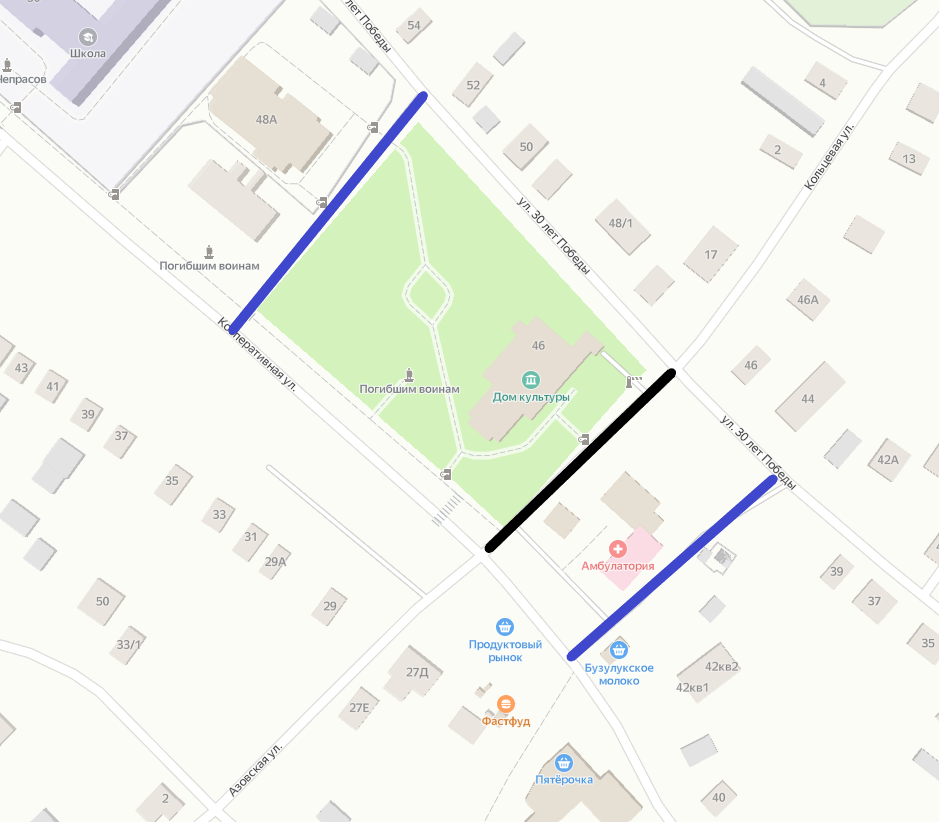 Школа
Чепрасов
48А
54
лет Победы
52
50
4
2
13
Кольцевая ул.
ул. 30 лет Победы
48/1
17
Погибшим воинам
46А
46
46
44
Кооперативная ул.
Погибшим воинам
Дом культуры
43
41
39
37
35
33
31
29А
29
50
33/1
ул. 30 лет Победы
42А
39
37
35
Амбулатория
Продуктовый
рынок
Бузулукское
молоко
42кв2
42кв1
27Д
27Е
Фастфуд
Азовская ул.
Пятёрочка
2
40